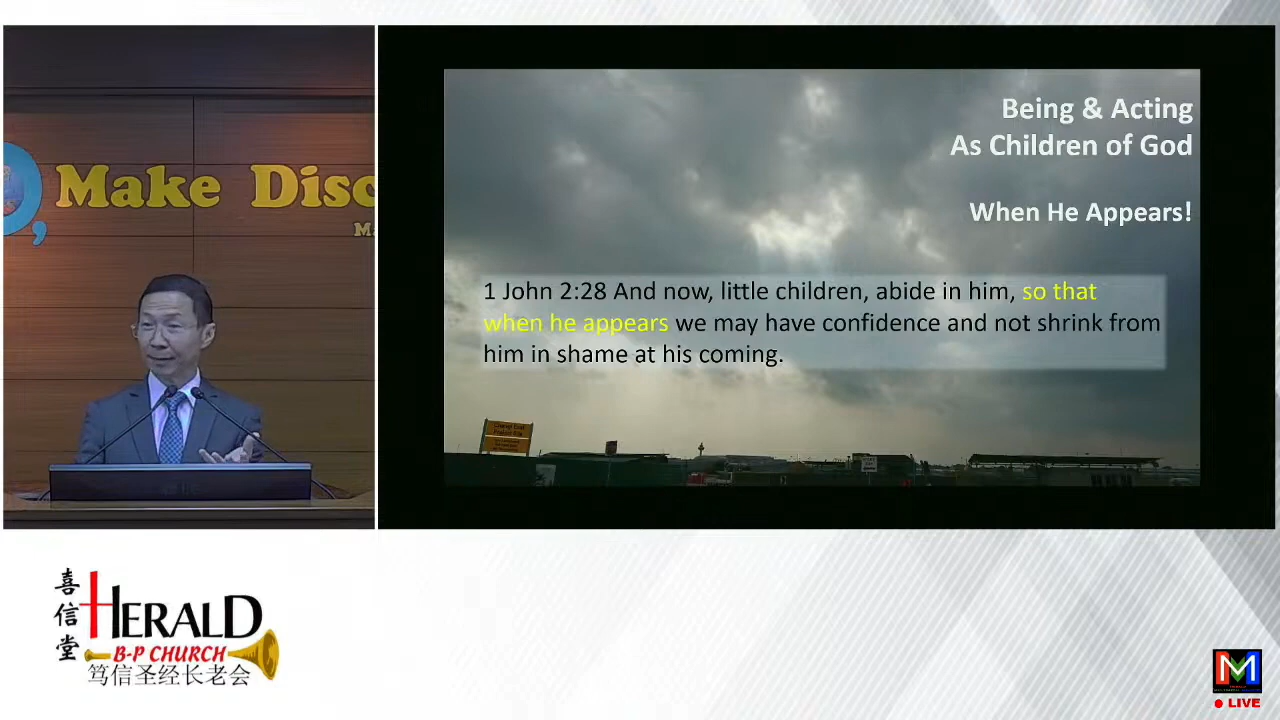 Make Disc
Ma
Being & Acting
As Children of God
When He Appears!
1 John 2:28 And now, little children, abide in him, so that
when he appears we may have confidence and not shrink from
him in shame at his coming.
喜
信
堂
HERALD
B-P CHURCH
笃信圣经长老会
M
LIVE